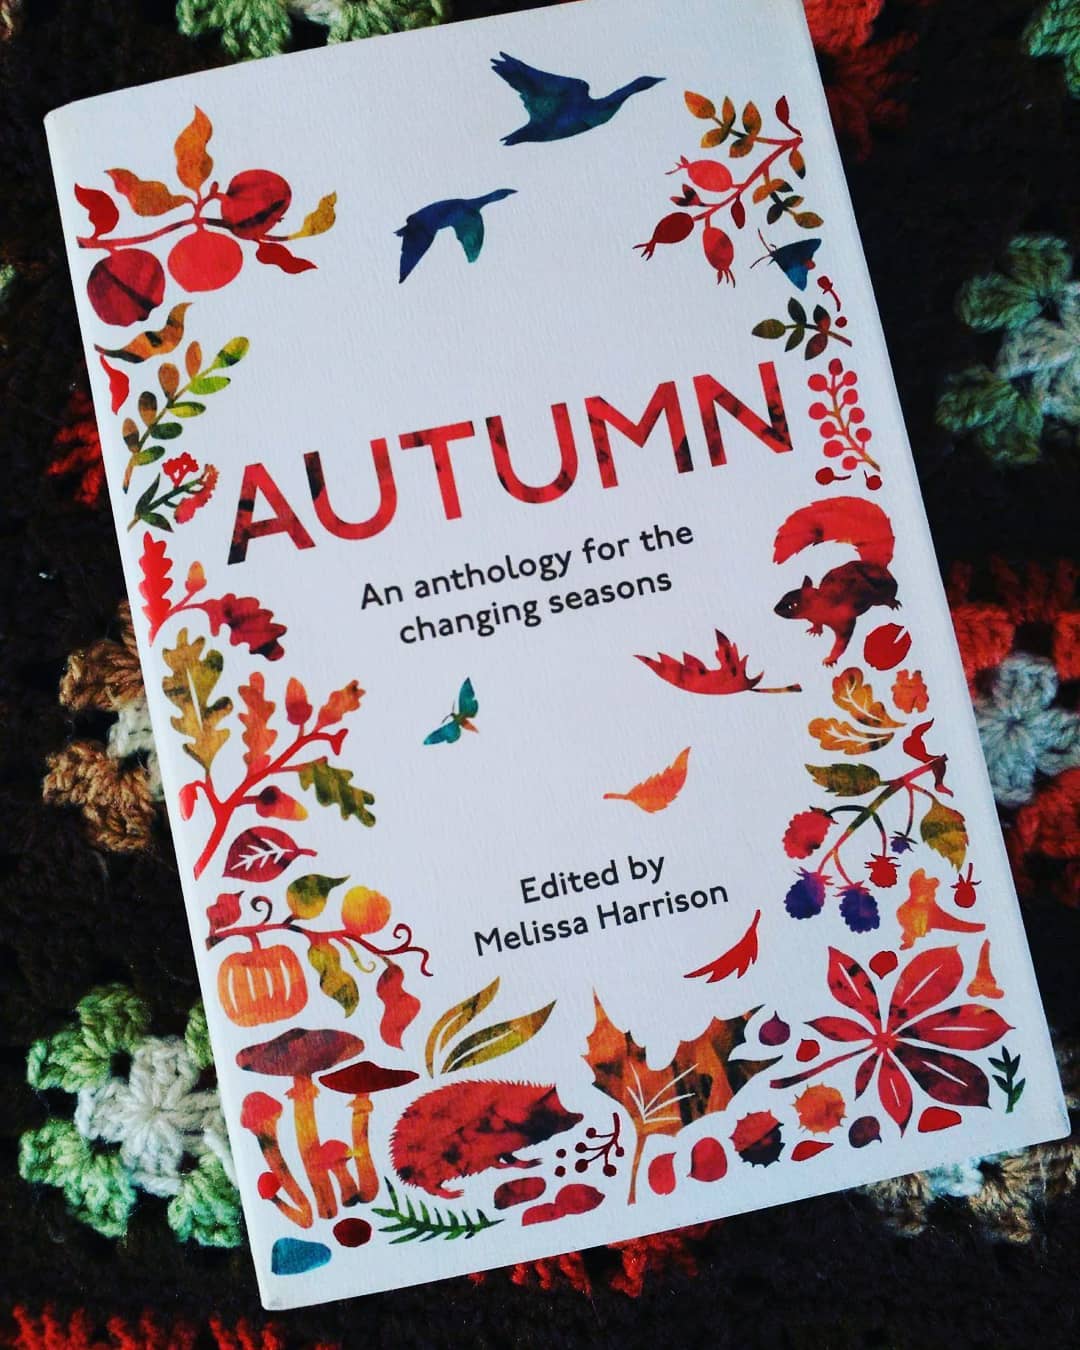 AUTUMN
An anthology for the
changing seasons
Edited by
Melissa Harrison